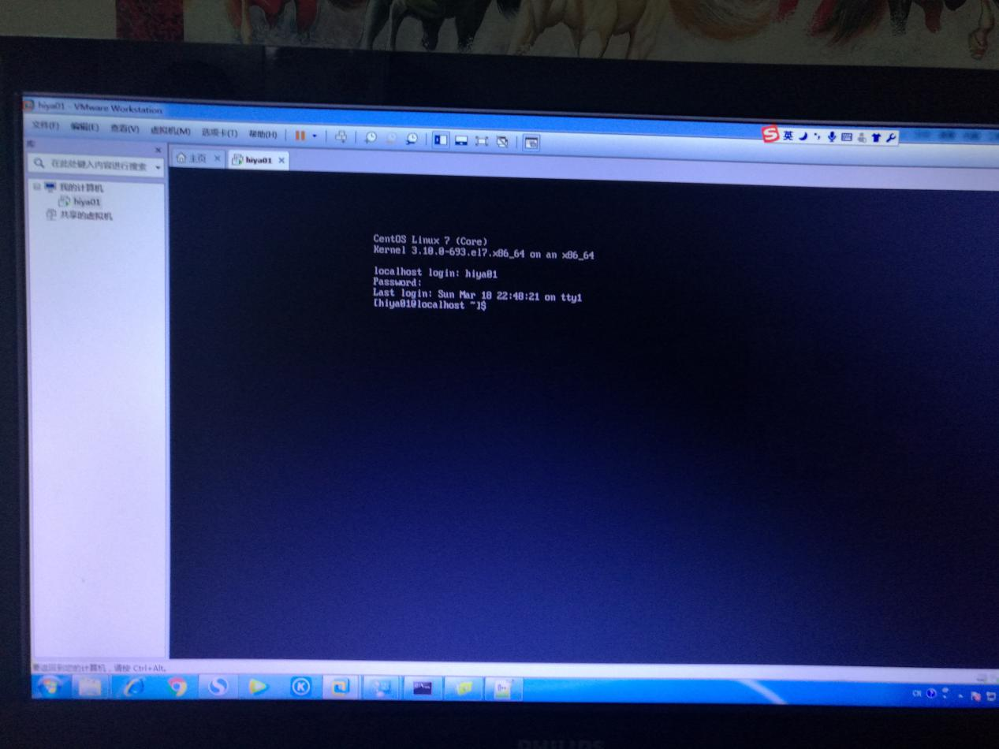 hiya01 - VMware Workstation
文件(F) 编辑(E) 查看(V) 虚拟机(M) 选项卡(T) 帮助(H)
英
库
在此处键入内容进行搜索
主页
hiya01
我的计算机
hiya01
共享的虚拟机
CentOS Linux 7 (Core)
Kernel 3.10.0-693.el7.x86_64 on an x86_64
localhost login: hiya01
Password:
Last login: Sun Mar 18 22:48:21 on tty1
[hiya01@localhost ~]$
要返回到您的计算机，请按 Ctrl+Alt。
PHILIPS